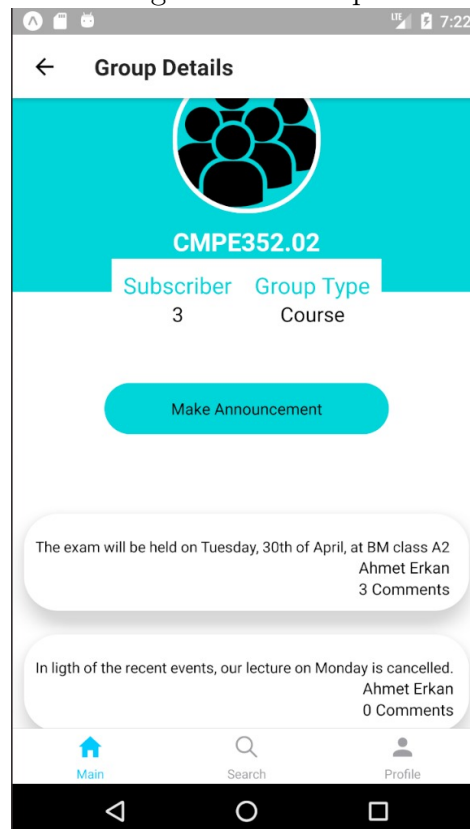 LTE 7:22
Group Details
CMPE352.02
Subscriber Group Type
3 Course
Make Announcement
The exam will be held on Tuesday, 30th of April, at BM class A2
Ahmet Erkan
3 Comments
In ligth of the recent events, our lecture on Monday is cancelled.
Ahmet Erkan
0 Comments
Main Search Profile